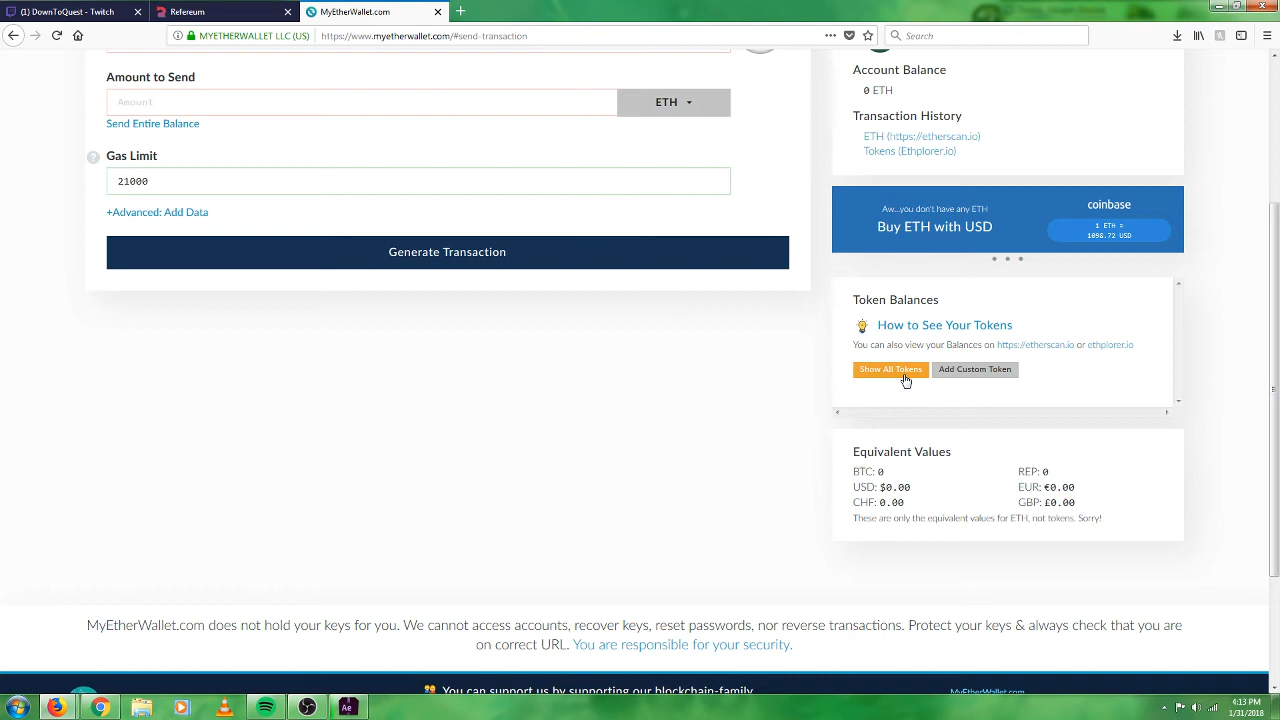 (1) DownToQuest - Twitch
Refereum
MyEtherWallet.com
MYETHERWALLET LLC (US)
https://www.myetherwallet.com/#send-transaction
Search
Amount to Send
Amount
ETH
Send Entire Balance
Gas Limit
21000
+Advanced: Add Data
Generate Transaction
Account Balance
0 ETH
Transaction History
ETH (https://etherscan.io)
Tokens (Ethplorer.io)
Aw...you don't have any ETH
Buy ETH with USD
coinbase
1 ETH =
1098.72 USD
Token Balances
How to See Your Tokens
You can also view your Balances on https://etherscan.io or ethplorer.io
Show All Tokens
Add Custom Token
Equivalent Values
BTC: 0
REP: 0
USD: $0.00
EUR: €0.00
CHF: 0.00
GBP: £0.00
These are only the equivalent values for ETH, not tokens. Sorry!
MyEtherWallet.com does not hold your keys for you. We cannot access accounts, recover keys, reset passwords, nor reverse transactions. Protect your keys & always check that you are
on correct URL. You are responsible for your security.
You can support us by supporting our blockchain-family.
MyEtherWallet.com
Ae
4:13 PM
1/31/2018